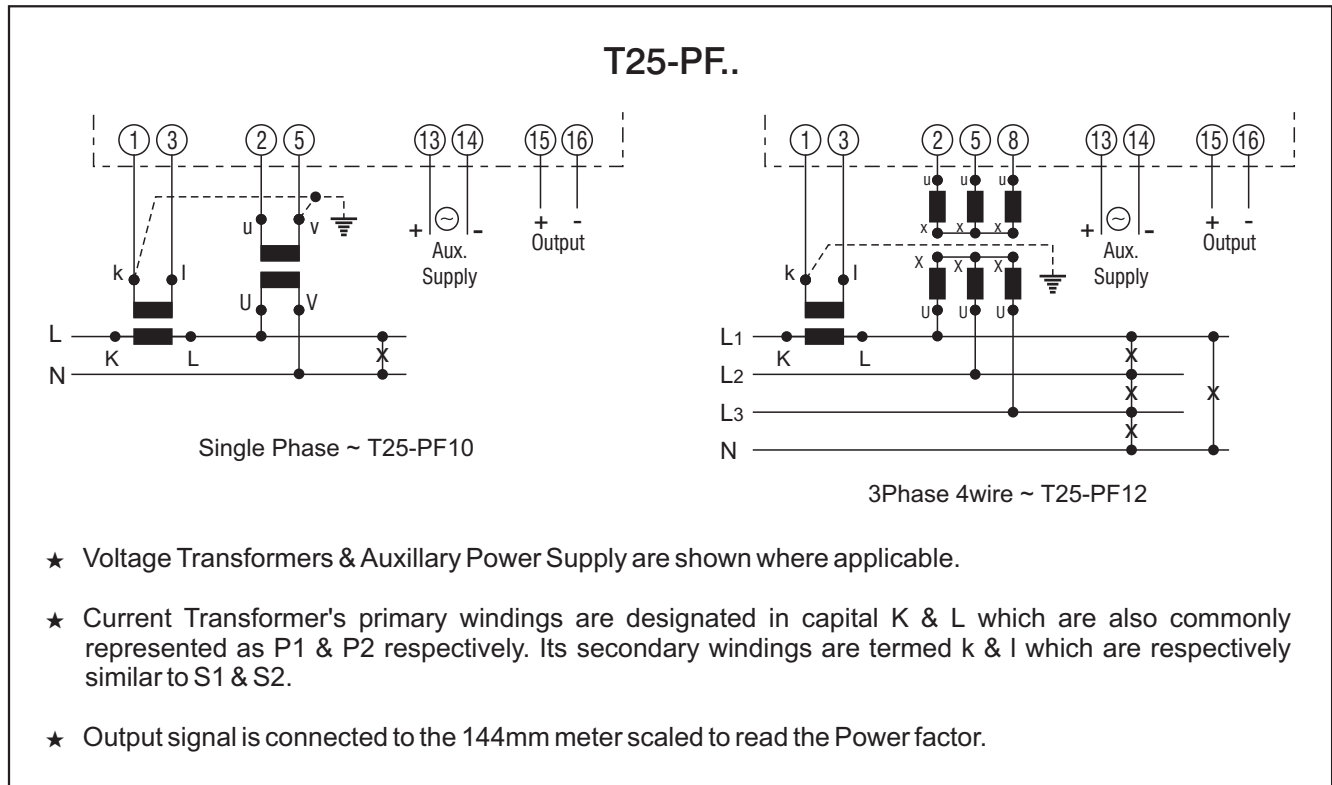 T25-PF..
1 3 2 5 13 14 15 16
u v
+ ~ -
Aux.
Supply
+ -
Output
k l
U V
L
K L
x
N
Single Phase ~ T25-PF10
1 3 2 5 8 13 14 15 16
u u u
x x x
+ ~ -
Aux.
Supply
+ -
Output
k l
X X X
U U U
L1
K L
x
L2
x x
L3
x
N
3Phase 4wire ~ T25-PF12
★ Voltage Transformers & Auxillary Power Supply are shown where applicable.
★ Current Transformer's primary windings are designated in capital K & L which are also commonly
represented as P1 & P2 respectively. Its secondary windings are termed k & l which are respectively
similar to S1 & S2.
★ Output signal is connected to the 144mm meter scaled to read the Power factor.